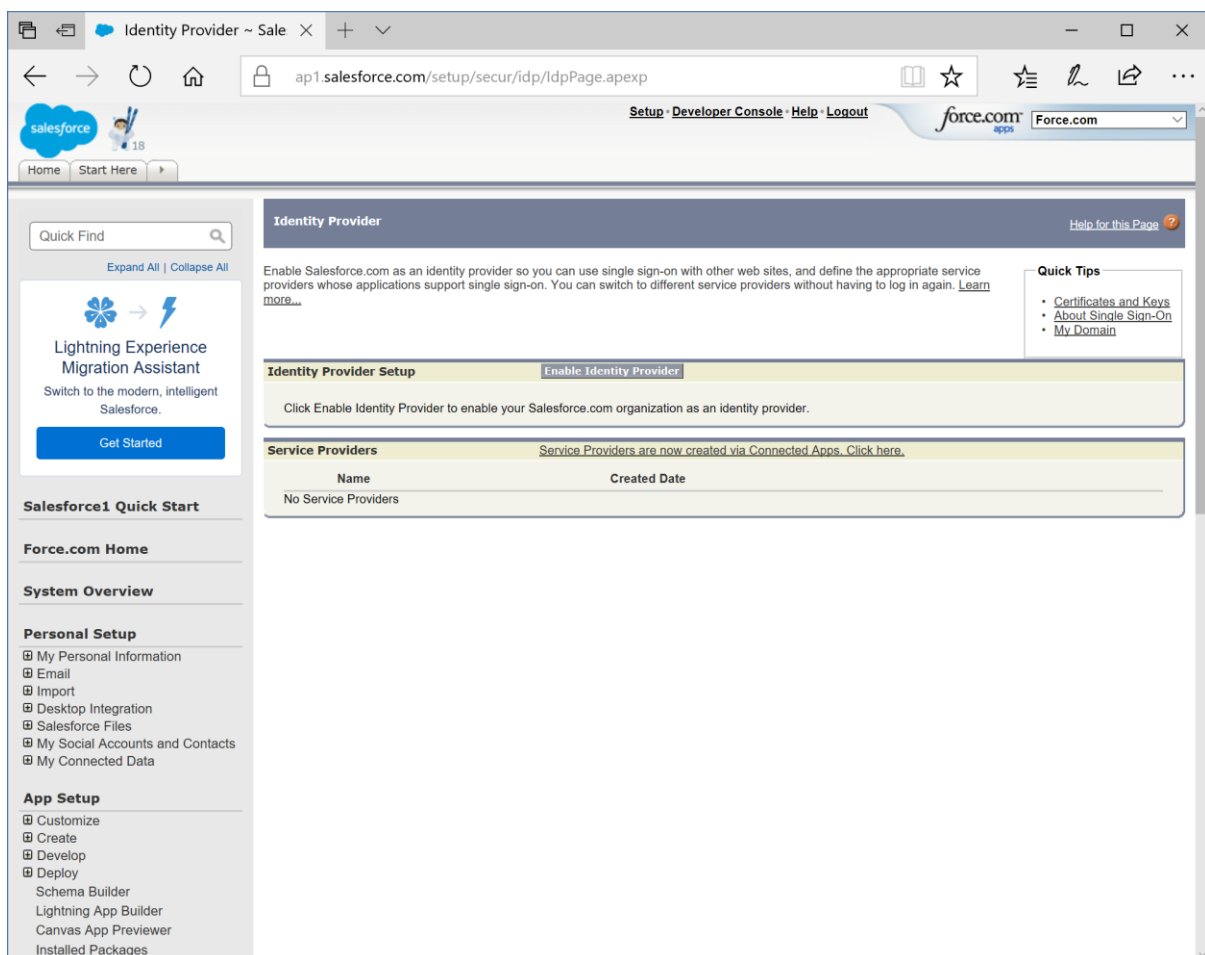 Identity Provider ~ Sale
ap1.salesforce.com/setup/secur/idp/IdpPage.apexp
salesforce
18
Setup · Developer Console · Help · Logout
force.com
apps
Force.com
Home
Start Here
Quick Find
Expand All | Collapse All
Lightning Experience
Migration Assistant
Switch to the modern, intelligent
Salesforce.
Get Started
Salesforce1 Quick Start
Force.com Home
System Overview
Personal Setup
My Personal Information
Email
Import
Desktop Integration
Salesforce Files
My Social Accounts and Contacts
My Connected Data
App Setup
Customize
Create
Develop
Deploy
Schema Builder
Lightning App Builder
Canvas App Previewer
Installed Packages
Identity Provider
Help for this Page ?
Enable Salesforce.com as an identity provider so you can use single sign-on with other web sites, and define the appropriate service
providers whose applications support single sign-on. You can switch to different service providers without having to log in again. Learn
more...
Quick Tips
• Certificates and Keys
• About Single Sign-On
• My Domain
Identity Provider Setup
Enable Identity Provider
Click Enable Identity Provider to enable your Salesforce.com organization as an identity provider.
Service Providers
Service Providers are now created via Connected Apps. Click here.
Name
Created Date
No Service Providers